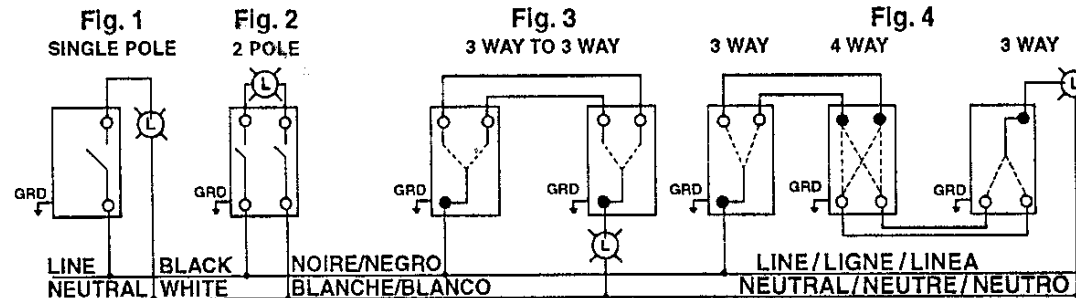 Fig. 1
SINGLE POLE
Fig. 2
2 POLE
Fig. 3
3 WAY TO 3 WAY
Fig. 4
3 WAY
4 WAY
3 WAY
L
L
L
L
GRD
GRD
GRD
GRD
GRD
GRD
GRD
LINE BLACK NOIRE/NEGRO LINE/LIGNE/LINEA
NEUTRAL WHITE BLANCHE/BLANCO NEUTRAL/NEUTRE/NEUTRO